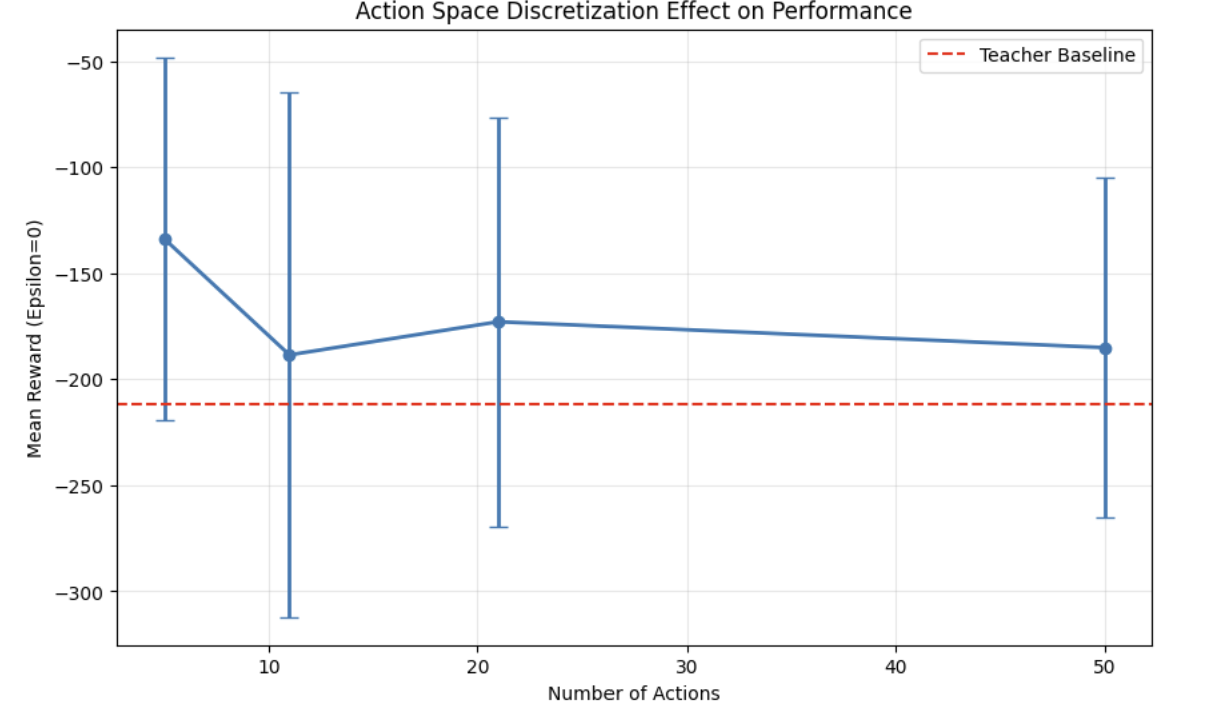 Action Space Discretization Effect on Performance
Teacher Baseline
Mean Reward (Epsilon=0)
−50
−100
−150
−200
−250
−300
10 20 30 40 50
Number of Actions